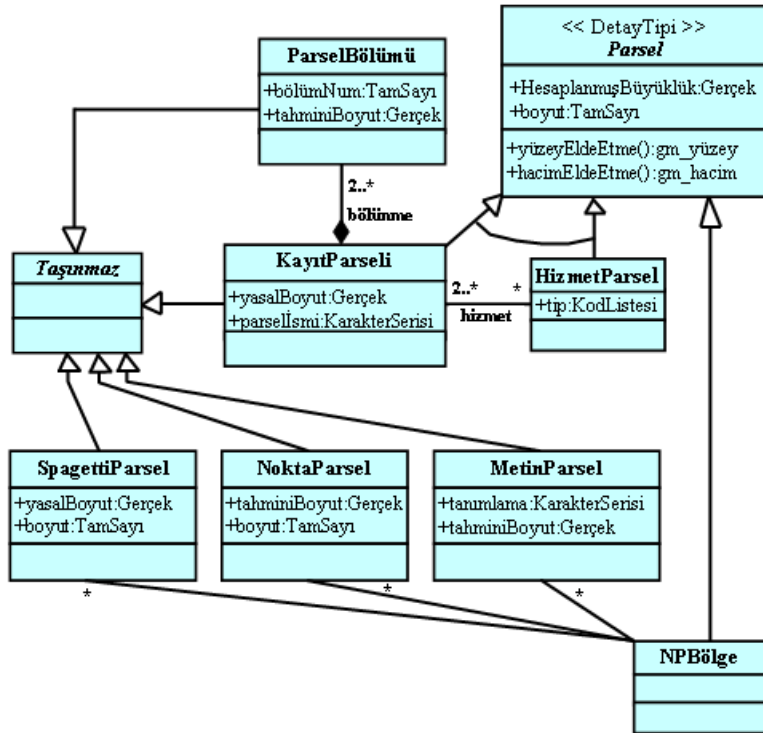 ParselBölümü
+bölümNum:TamSayı
+tahminiBoyut:Gerçek
<< DetayTipi >>
Parsel
+HesaplanmışBüyüklük:Gerçek
+boyut:TamSayı
+yüzeyEldeEtme():gm_yüzey
+hacimEldeEtme():gm_hacim
2..*
bölünme
Taşınmaz
KayıtParseli
+yasalBoyut:Gerçek
+parselİsmi:KarakterSerisi
2..*
*
hizmet
HizmetParsel
+tip:KodListesi
SpagettiParsel
+yasalBoyut:Gerçek
+boyut:TamSayı
NoktaParsel
+tahminiBoyut:Gerçek
+boyut:TamSayı
MetinParsel
+tanımlama:KarakterSerisi
+tahminiBoyut:Gerçek
*
*
*
NPBölge